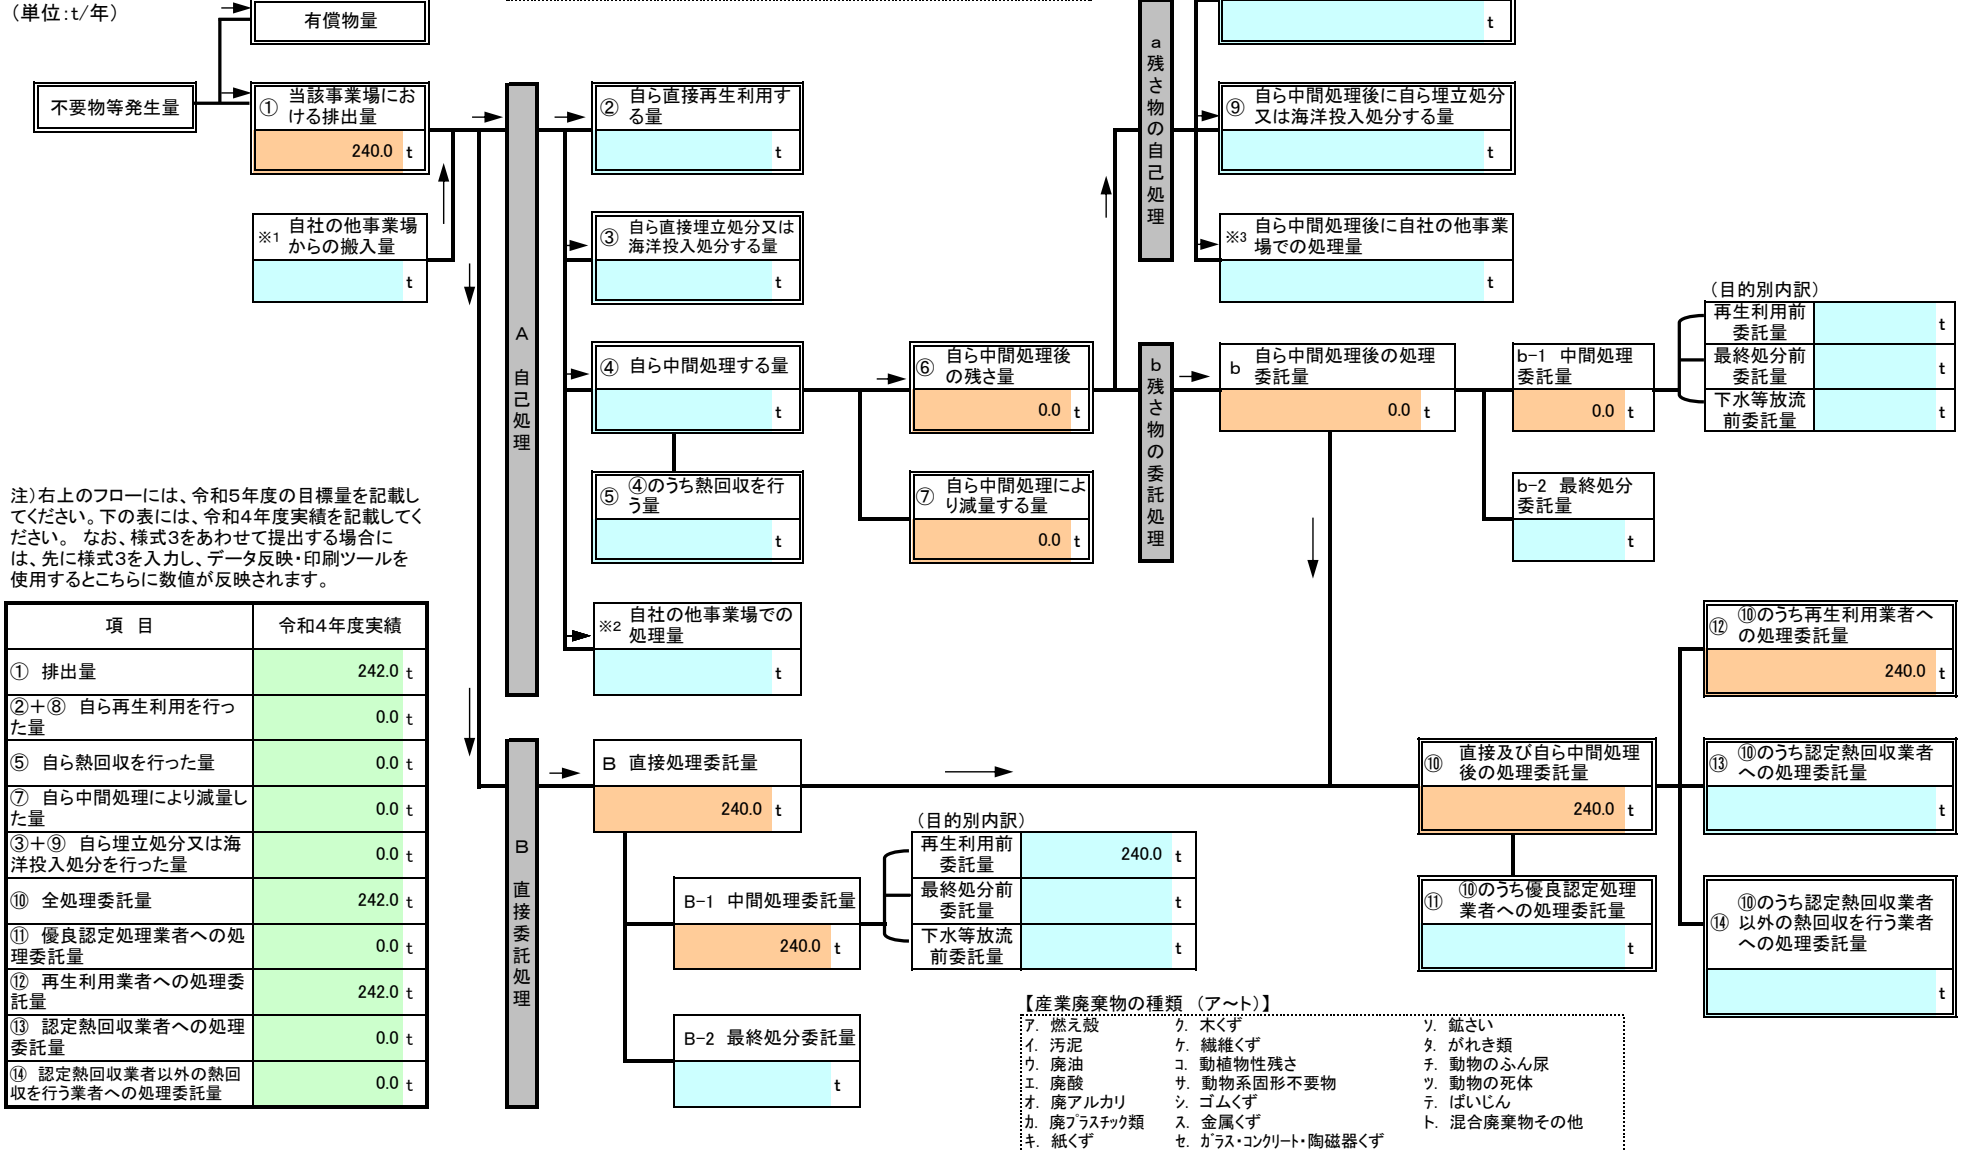 （単位：ｔ/年）
有償物量
t
不要物等発生量
① 当該事業場にお
ける排出量
240.0 t
※1 自社の他事業場
からの搬入量
t
A 自己処理
② 自ら直接再生利用す
る量
t
③ 自ら直接埋立処分又は
海洋投入処分する量
t
④ 自ら中間処理する量
t
⑤ ④のうち熱回収を行
う量
t
※2 自社の他事業場での
処理量
t
⑥ 自ら中間処理後
の残さ量
0.0 t
⑦ 自ら中間処理によ
り減量する量
0.0 t
a 残さ物の自己処理
⑨ 自ら中間処理後に自ら埋立処分
又は海洋投入処分する量
t
※3 自ら中間処理後に自社の他事業
場での処理量
t
b 残さ物の委託処理
b 自ら中間処理後の処理
委託量
0.0 t
b-1 中間処理
委託量
0.0 t
b-2 最終処分
委託量
t
（目的別内訳）
再生利用前
委託量
t
最終処分前
委託量
t
下水等放流
前委託量
t
注）右上のフローには、令和５年度の目標量を記載し
てください。下の表には、令和４年度実績を記載してく
ださい。 なお、様式３をあわせて提出する場合に
は、先に様式３を入力し、データ反映・印刷ツールを
使用するとこちらに数値が反映されます。
項 目 令和４年度実績
① 排出量 242.0 t
②＋⑧ 自ら再生利用を行っ
た量 0.0 t
⑤ 自ら熱回収を行った量 0.0 t
⑦ 自ら中間処理により減量し
た量 0.0 t
③＋⑨ 自ら埋立処分又は海
洋投入処分を行った量 0.0 t
⑩ 全処理委託量 242.0 t
⑪ 優良認定処理業者への処
理委託量 0.0 t
⑫ 再生利用業者への処理委
託量 242.0 t
⑬ 認定熱回収業者への処理
委託量 0.0 t
⑭ 認定熱回収業者以外の熱回
収を行う業者への処理委託量 0.0 t
B 直接委託処理
B 直接処理委託量
240.0 t
B-1 中間処理委託量
240.0 t
B-2 最終処分委託量
t
（目的別内訳）
再生利用前
委託量
240.0 t
最終処分前
委託量
t
下水等放流
前委託量
t
⑩ 直接及び自ら中間処理
後の処理委託量
240.0 t
⑪ ⑩のうち優良認定処理
業者への処理委託量
t
⑫ ⑩のうち再生利用業者へ
の処理委託量
240.0 t
⑬ ⑩のうち認定熱回収業者
への処理委託量
t
⑭ ⑩のうち認定熱回収業者
以外の熱回収を行う業者
への処理委託量
t
【産業廃棄物の種類 （ア～ト）】
ア. 燃え殻 ク. 木くず ソ. 鉱さい
イ. 汚泥 ケ. 繊維くず タ. がれき類
ウ. 廃油 コ. 動植物性残さ チ. 動物のふん尿
エ. 廃酸 サ. 動物系固形不要物 ツ. 動物の死体
オ. 廃アルカリ シ. ゴムくず テ. ばいじん
カ. 廃プラスチック類 ス. 金属くず ト. 混合廃棄物その他
キ. 紙くず セ. ガラス・コンクリート・陶磁器くず